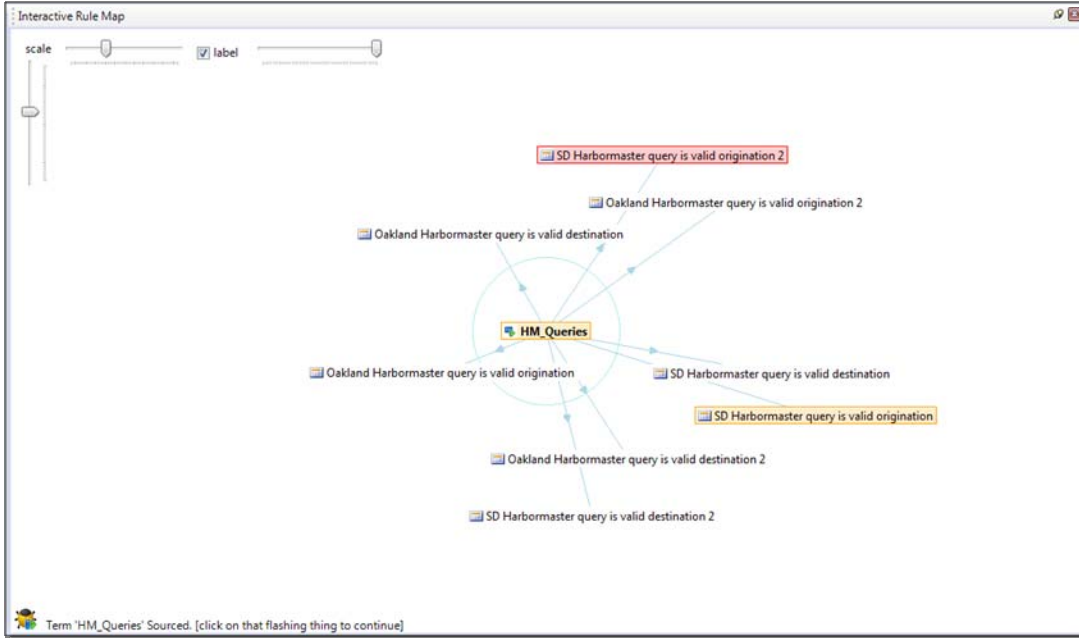 Interactive Rule Map
scale
label
SD Harbormaster query is valid origination 2
Oakland Harbormaster query is valid origination 2
Oakland Harbormaster query is valid destination
HM_Queries
Oakland Harbormaster query is valid origination
SD Harbormaster query is valid destination
SD Harbormaster query is valid origination
Oakland Harbormaster query is valid destination 2
SD Harbormaster query is valid destination 2
Term 'HM_Queries' Sourced. [click on that flashing thing to continue]